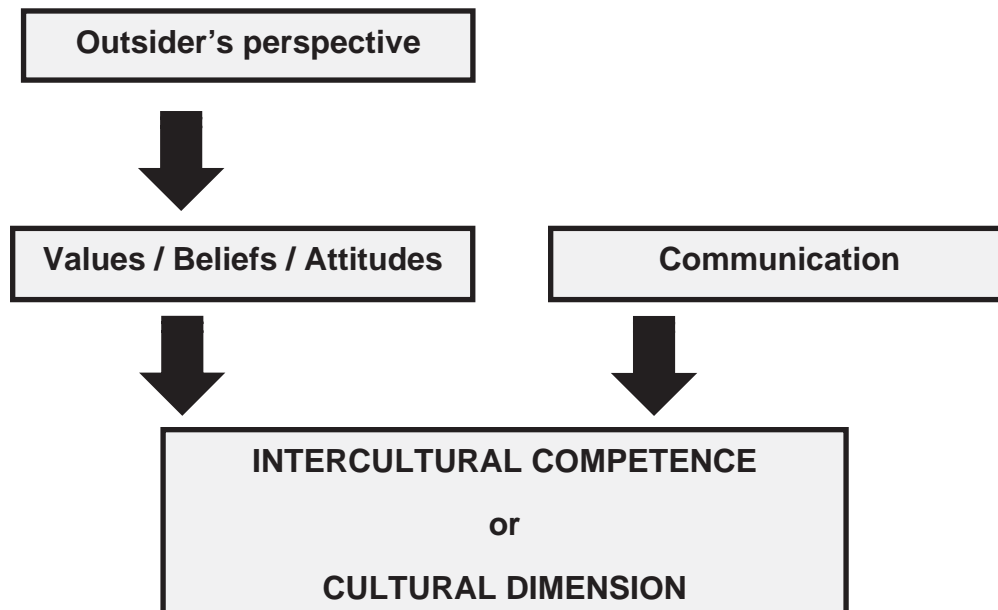 Outsider’s perspective
Values / Beliefs / Attitudes
Communication
INTERCULTURAL COMPETENCE
or
CULTURAL DIMENSION